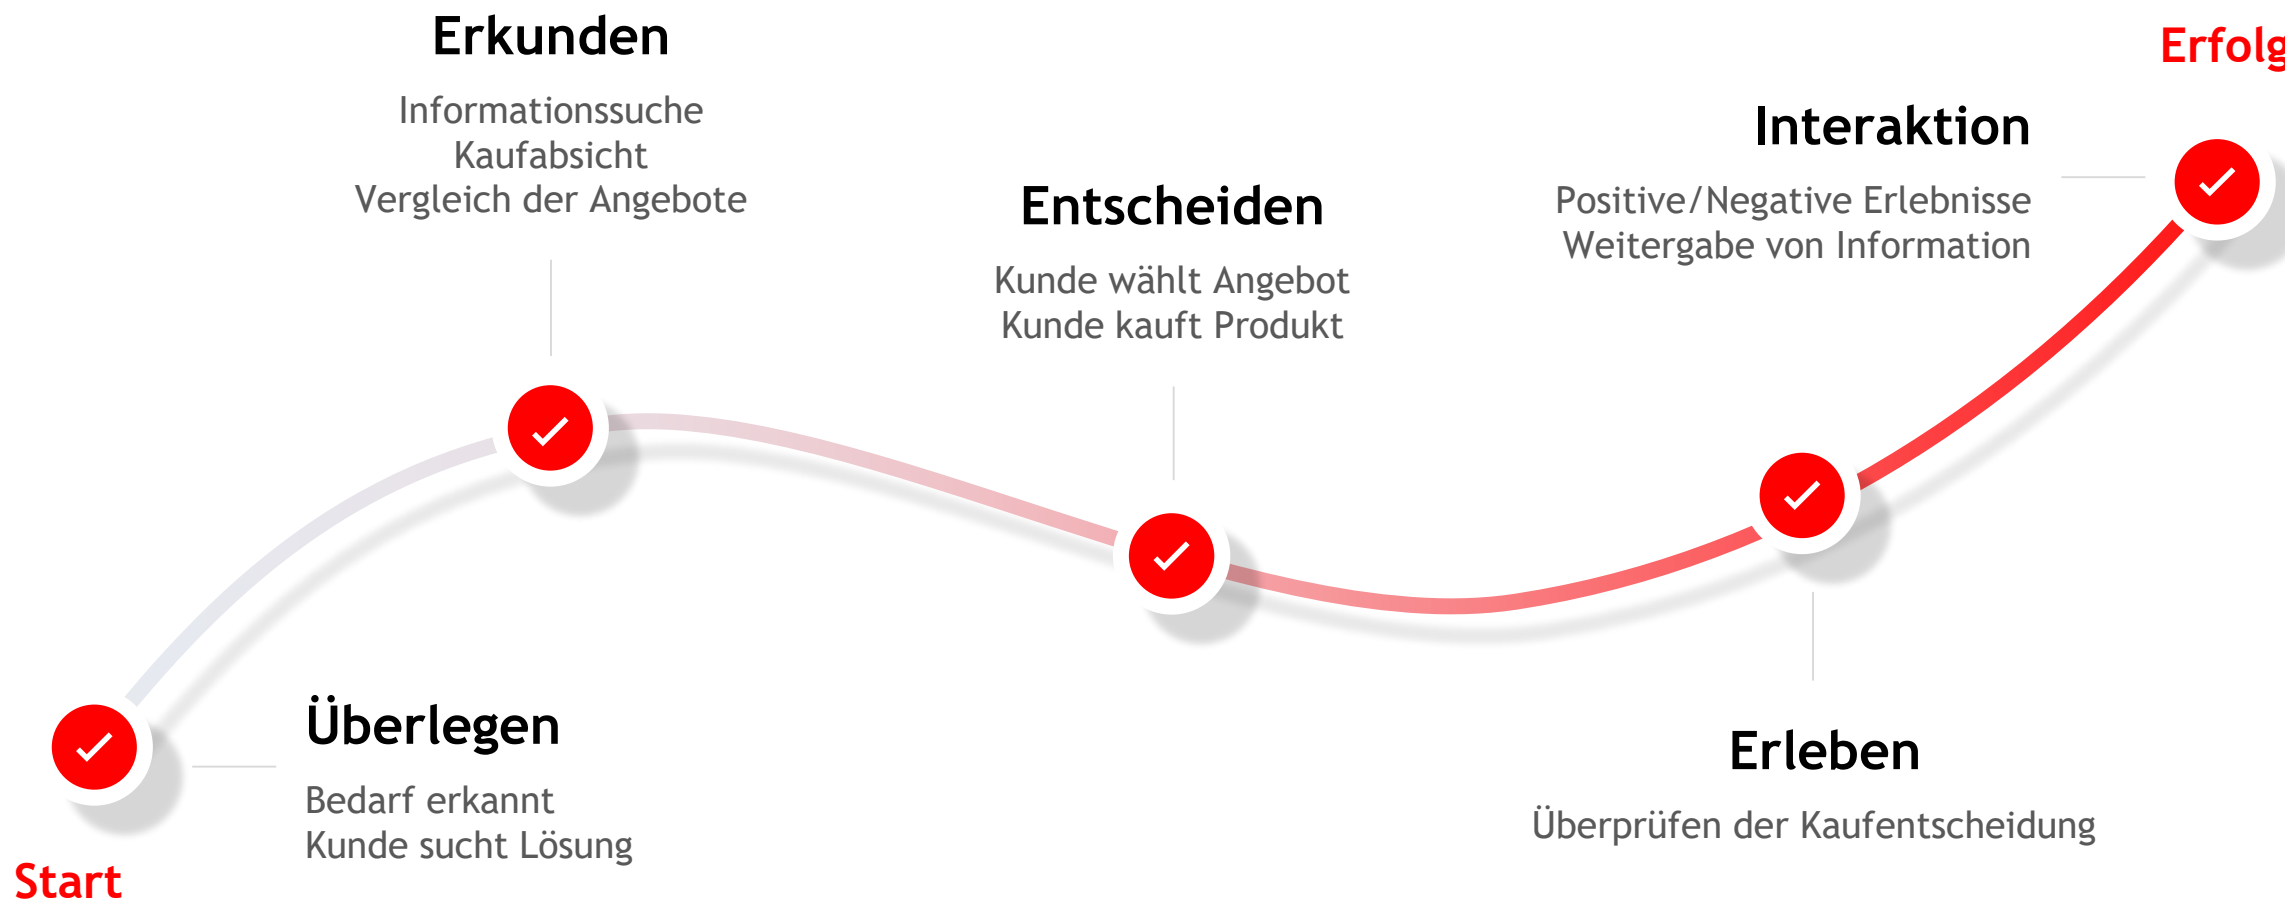 Start
Überlegen
Bedarf erkannt
Kunde sucht Lösung
Erkunden
Informationssuche
Kaufabsicht
Vergleich der Angebote
Entscheiden
Kunde wählt Angebot
Kunde kauft Produkt
Erleben
Überprüfen der Kaufentscheidung
Interaktion
Positive/Negative Erlebnisse
Weitergabe von Information
Erfolg